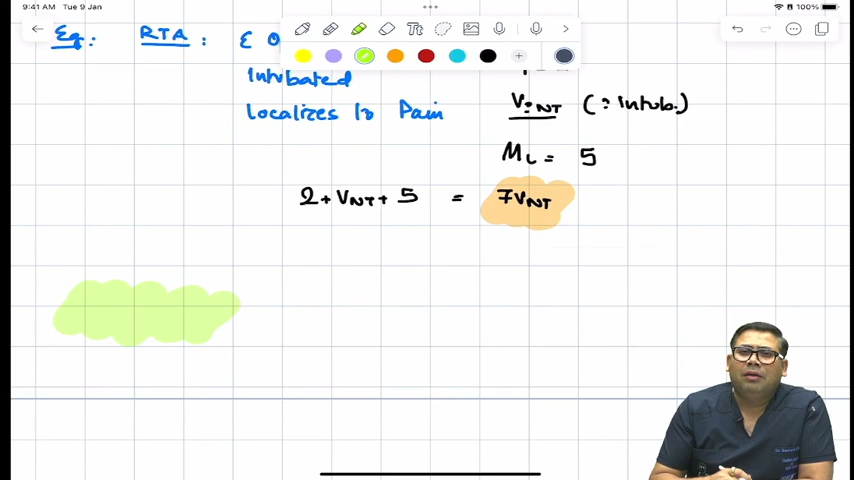 9:41 AM Tue 9 Jan
100%
Eg: RTA :
Intubated
Localizes to Pain
VNT (: Intub.)
ML = 5
2 + VNT + 5 = 7VNT